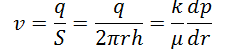 v = q/S = q/2πrh = k/μ dp/dr